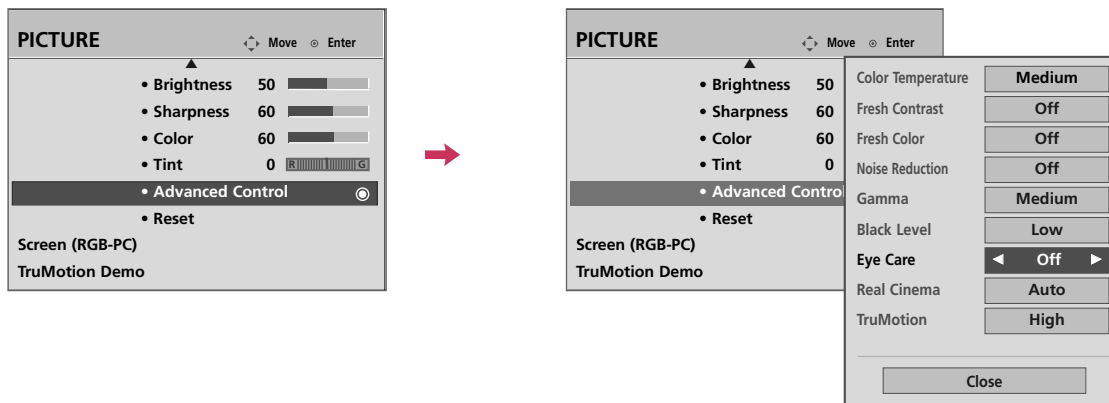 PICTURE Move Enter
• Brightness 50
• Sharpness 60
• Color 60
• Tint 0 R G
• Advanced Control
• Reset
Screen (RGB-PC)
TruMotion Demo
PICTURE Move Enter
• Brightness 50
• Sharpness 60
• Color 60
• Tint 0
• Advanced Control
• Reset
Screen (RGB-PC)
TruMotion Demo
Color Temperature Medium
Fresh Contrast Off
Fresh Color Off
Noise Reduction Off
Gamma Medium
Black Level Low
Eye Care ◄ Off ►
Real Cinema Auto
TruMotion High
Close